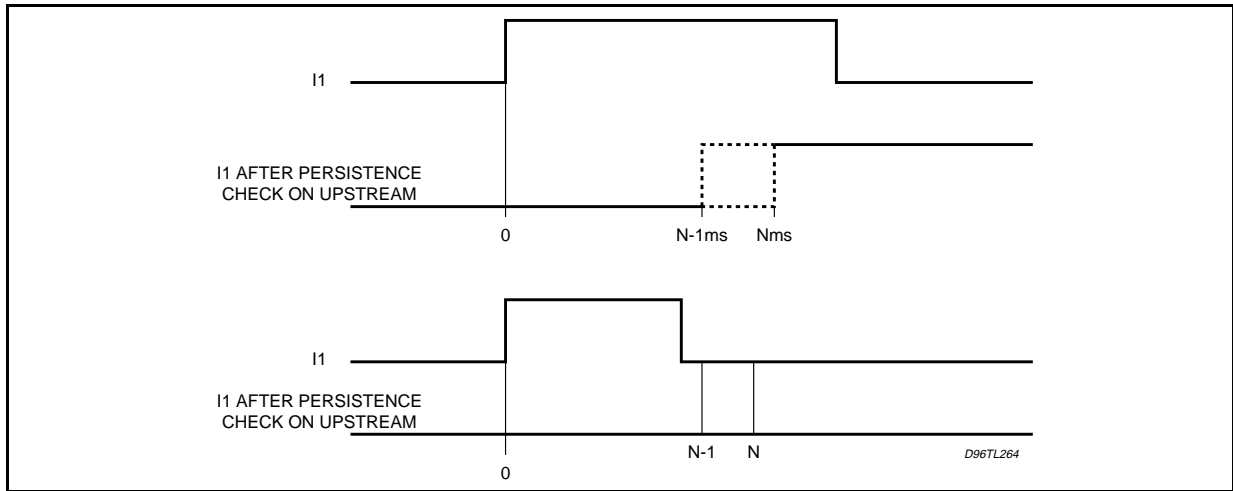 I1
I1 AFTER PERSISTENCE
CHECK ON UPSTREAM
0 N-1ms Nms
I1
I1 AFTER PERSISTENCE
CHECK ON UPSTREAM
N-1 N
D96TL264
0